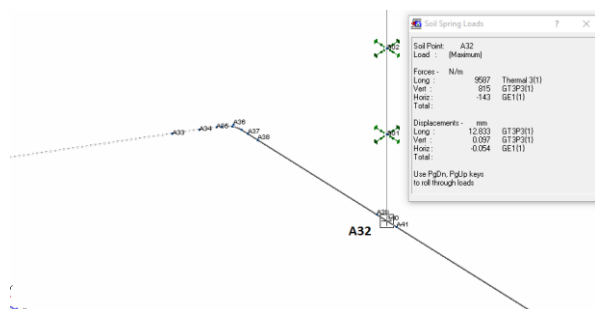 Soil Spring Loads
Soil Point: A32
Load : (Maximum)
Forces - N/m
Long : 9587 Thermal 3(1)
Vert : 815 GT3P3(1)
Horiz : -143 GE1(1)
Total :
Displacements - mm
Long : 12.833 GT3P3(1)
Vert : 0.097 GT3P3(1)
Horiz : -0.054 GE1(1)
Total :
Use PgDn, PgUp keys
to roll through loads
A02
A01
A33
A34
A35
A36
A37
A38
A39
A41
A32